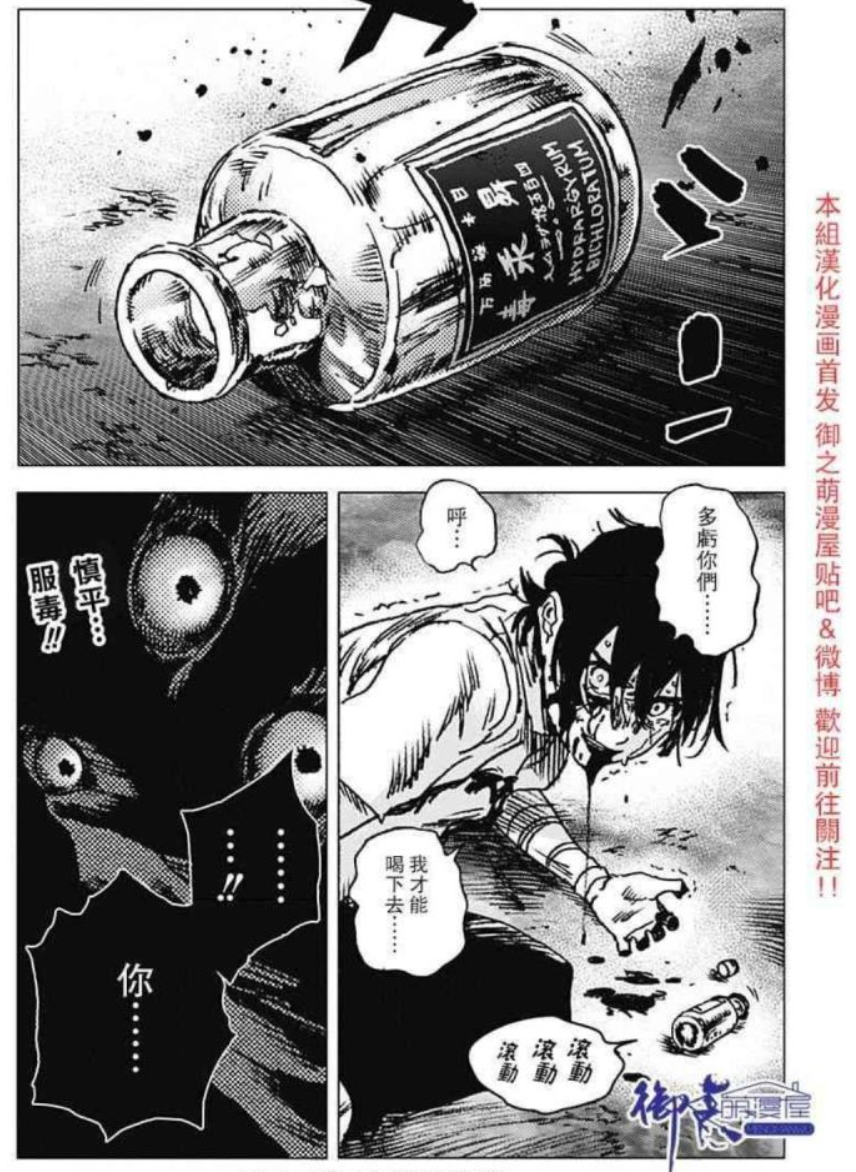 日本
昇汞
毒
HYDRARGYRUM
BICHLORATUM
呼…
多虧你們……
我才能
喝下去……
滾動
滾動
滾動
慎平…
服毒!!
……
……!!
你……
本組漢化漫画首发 御之萌漫屋贴吧&微博 歡迎前往關注!!
萌漫屋